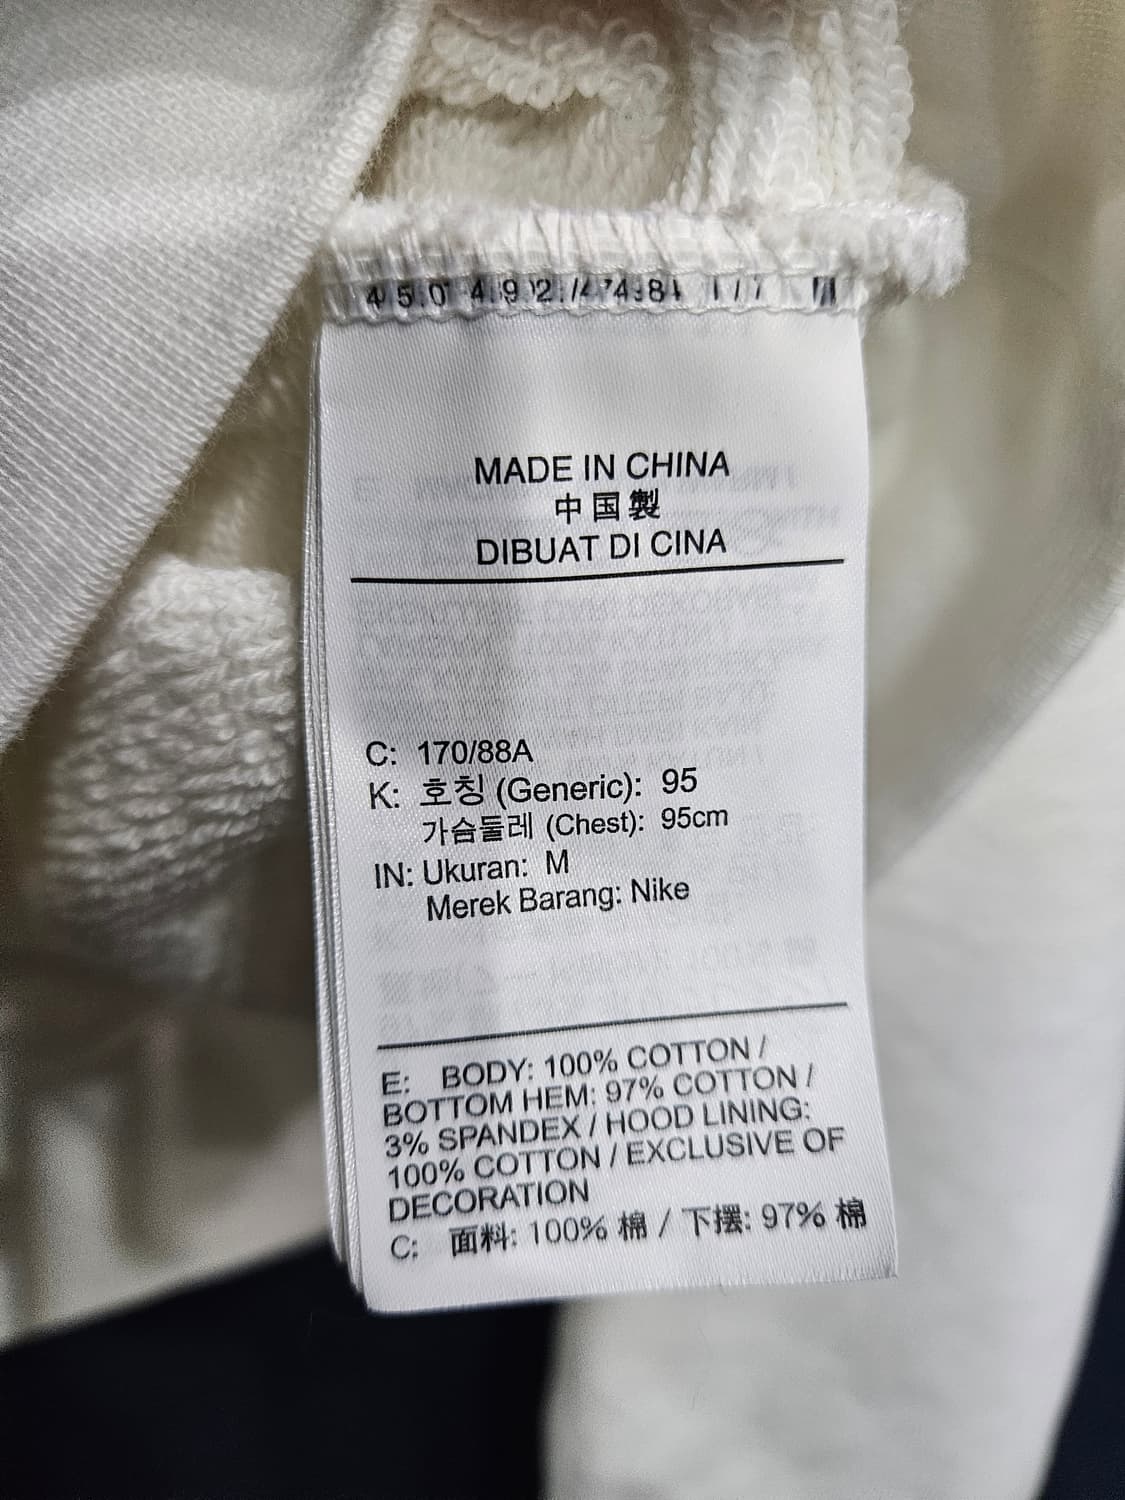 MADE IN CHINA
中国製
DIBUAT DI CINA
C: 170/88A
K: 호칭 (Generic): 95
가슴둘레 (Chest): 95cm
IN: Ukuran: M
Merek Barang: Nike
E: BODY: 100% COTTON /
BOTTOM HEM: 97% COTTON /
3% SPANDEX / HOOD LINING:
100% COTTON / EXCLUSIVE OF
DECORATION
C: 面料: 100% 棉 / 下摆: 97% 棉